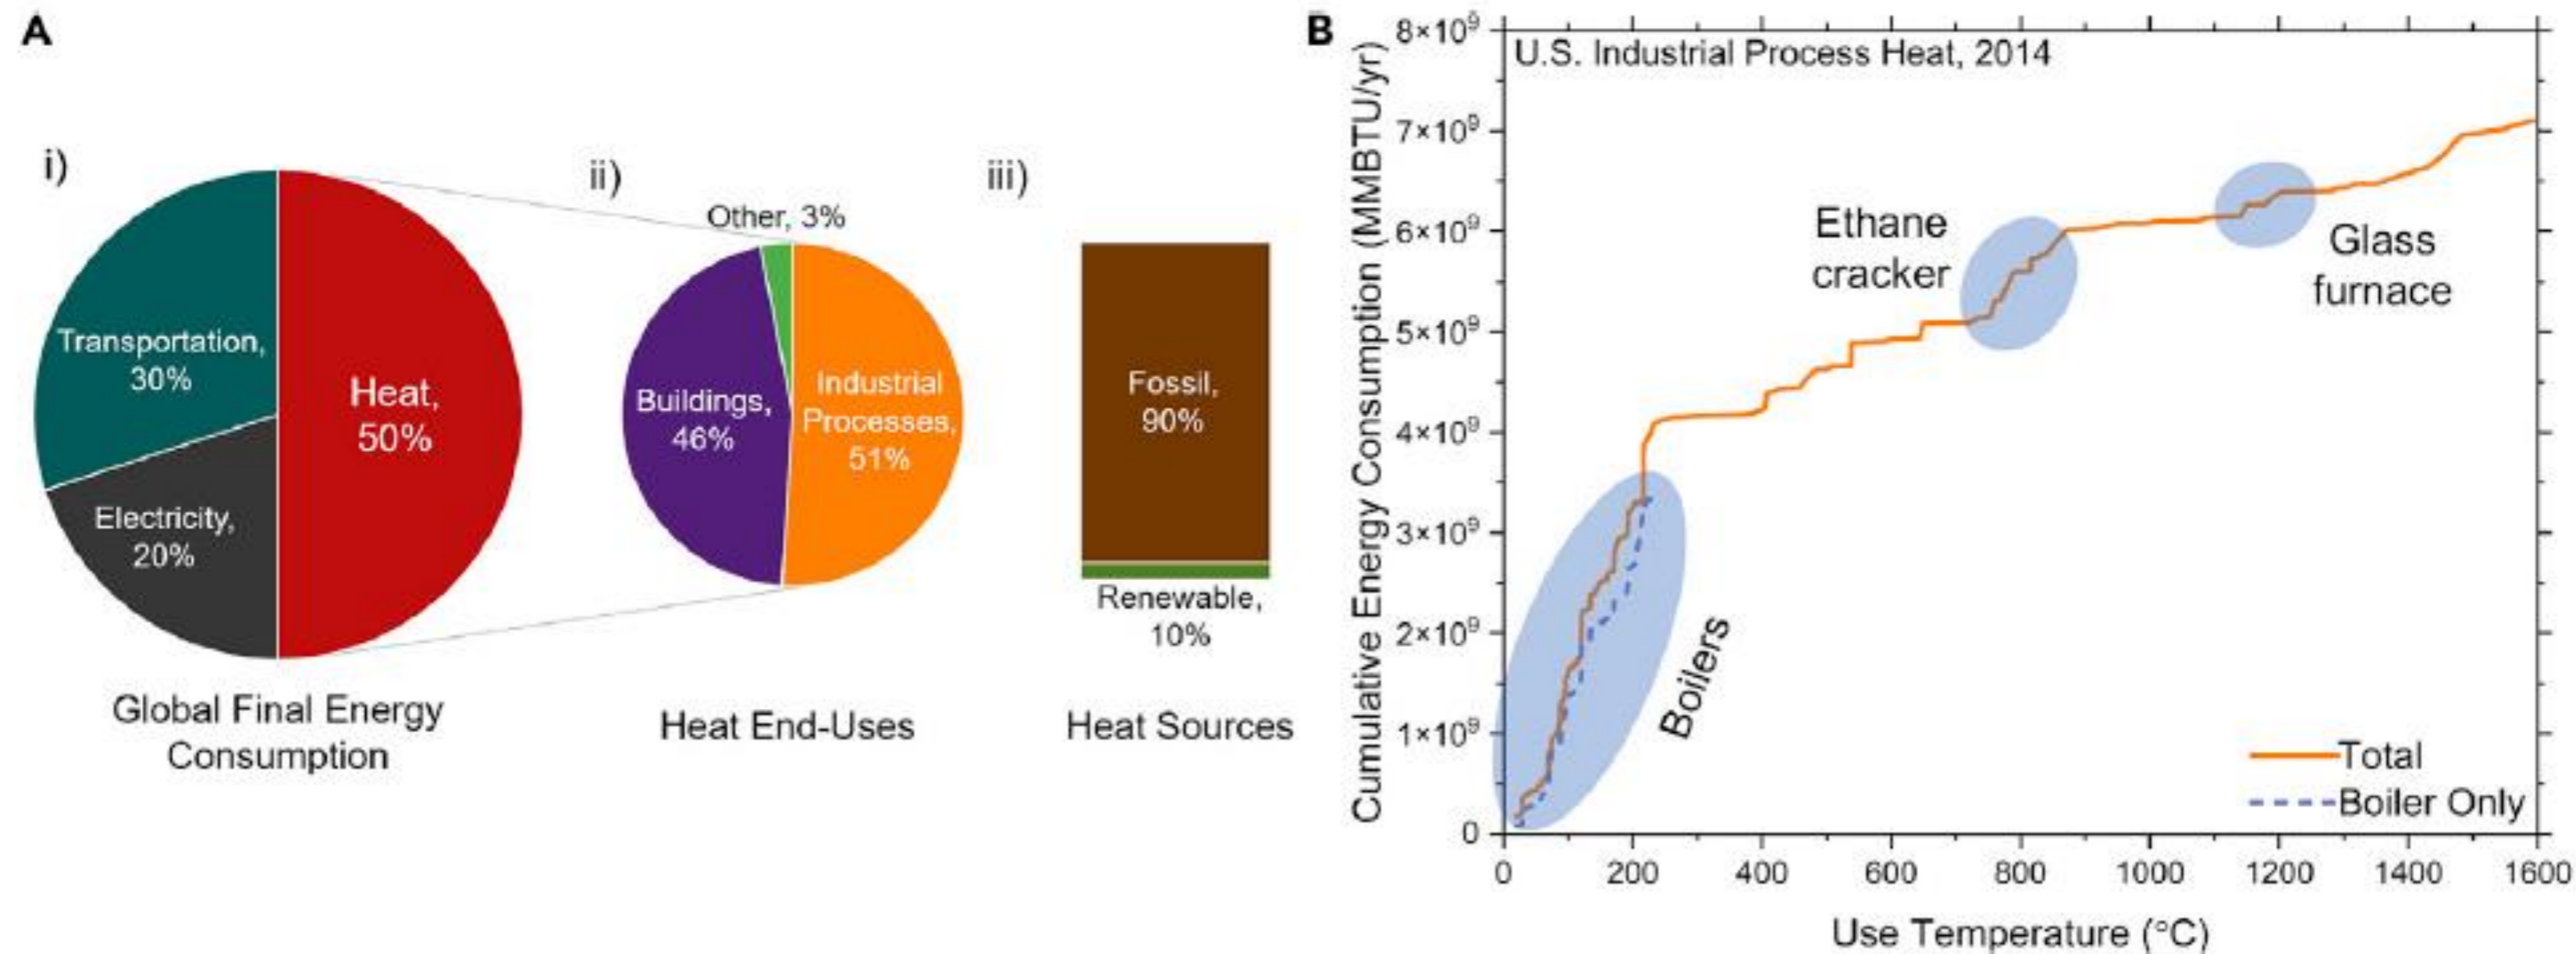 A
i)
Transportation,
30%
Heat,
50%
Electricity,
20%
Global Final Energy
Consumption
ii)
Other, 3%
Buildings,
46%
Industrial
Processes,
51%
Heat End-Uses
iii)
Fossil,
90%
Renewable,
10%
Heat Sources
B
U.S. Industrial Process Heat, 2014
Cumulative Energy Consumption (MMBTU/yr)
8×10⁹
7×10⁹
6×10⁹
5×10⁹
4×10⁹
3×10⁹
2×10⁹
1×10⁹
0
Ethane
cracker
Glass
furnace
Boilers
Total
Boiler Only
0 200 400 600 800 1000 1200 1400 1600
Use Temperature (°C)